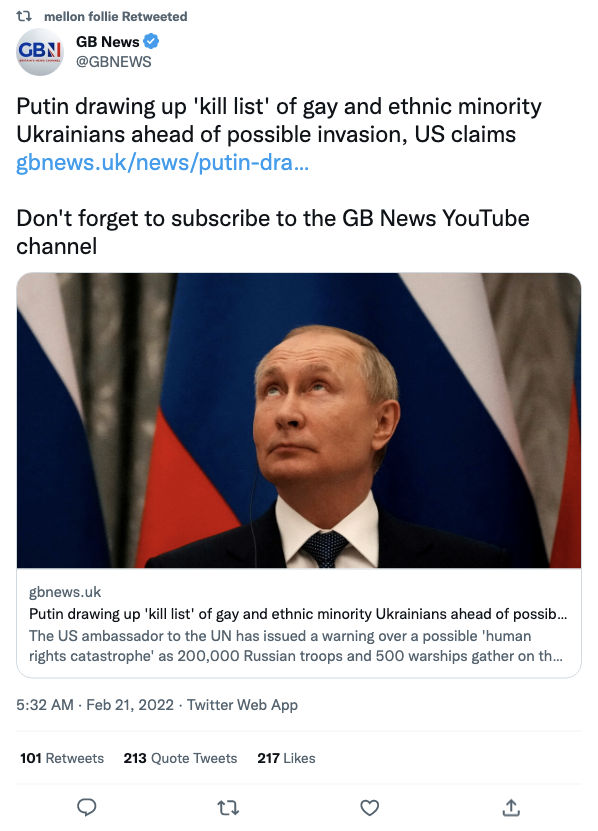 mellon follie Retweeted
GBN
GB News
@GBNEWS
Putin drawing up 'kill list' of gay and ethnic minority
Ukrainians ahead of possible invasion, US claims
gbnews.uk/news/putin-dra...
Don't forget to subscribe to the GB News YouTube
channel
gbnews.uk
Putin drawing up 'kill list' of gay and ethnic minority Ukrainians ahead of possib...
The US ambassador to the UN has issued a warning over a possible 'human
rights catastrophe' as 200,000 Russian troops and 500 warships gather on th...
5:32 AM · Feb 21, 2022 · Twitter Web App
101 Retweets 213 Quote Tweets 217 Likes